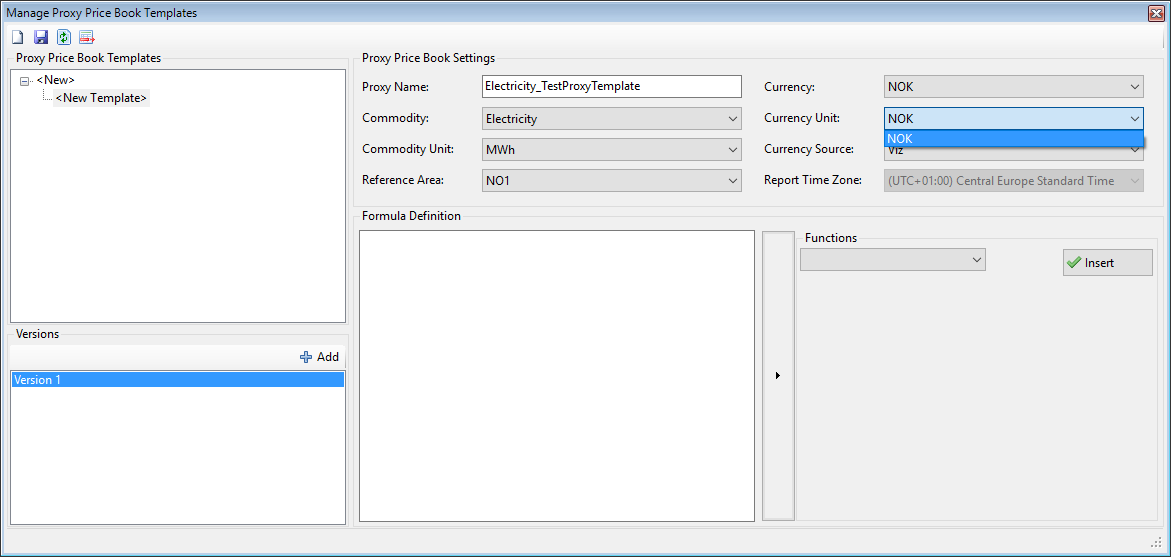 Manage Proxy Price Book Templates
Proxy Price Book Templates
<New>
<New Template>
Versions
Add
Version 1
Proxy Price Book Settings
Proxy Name: Electricity_TestProxyTemplate
Currency: NOK
Commodity: Electricity
Currency Unit: NOK
NOK
Commodity Unit: MWh
Currency Source: Viz
Reference Area: NO1
Report Time Zone: (UTC+01:00) Central Europe Standard Time
Formula Definition
Functions
Insert